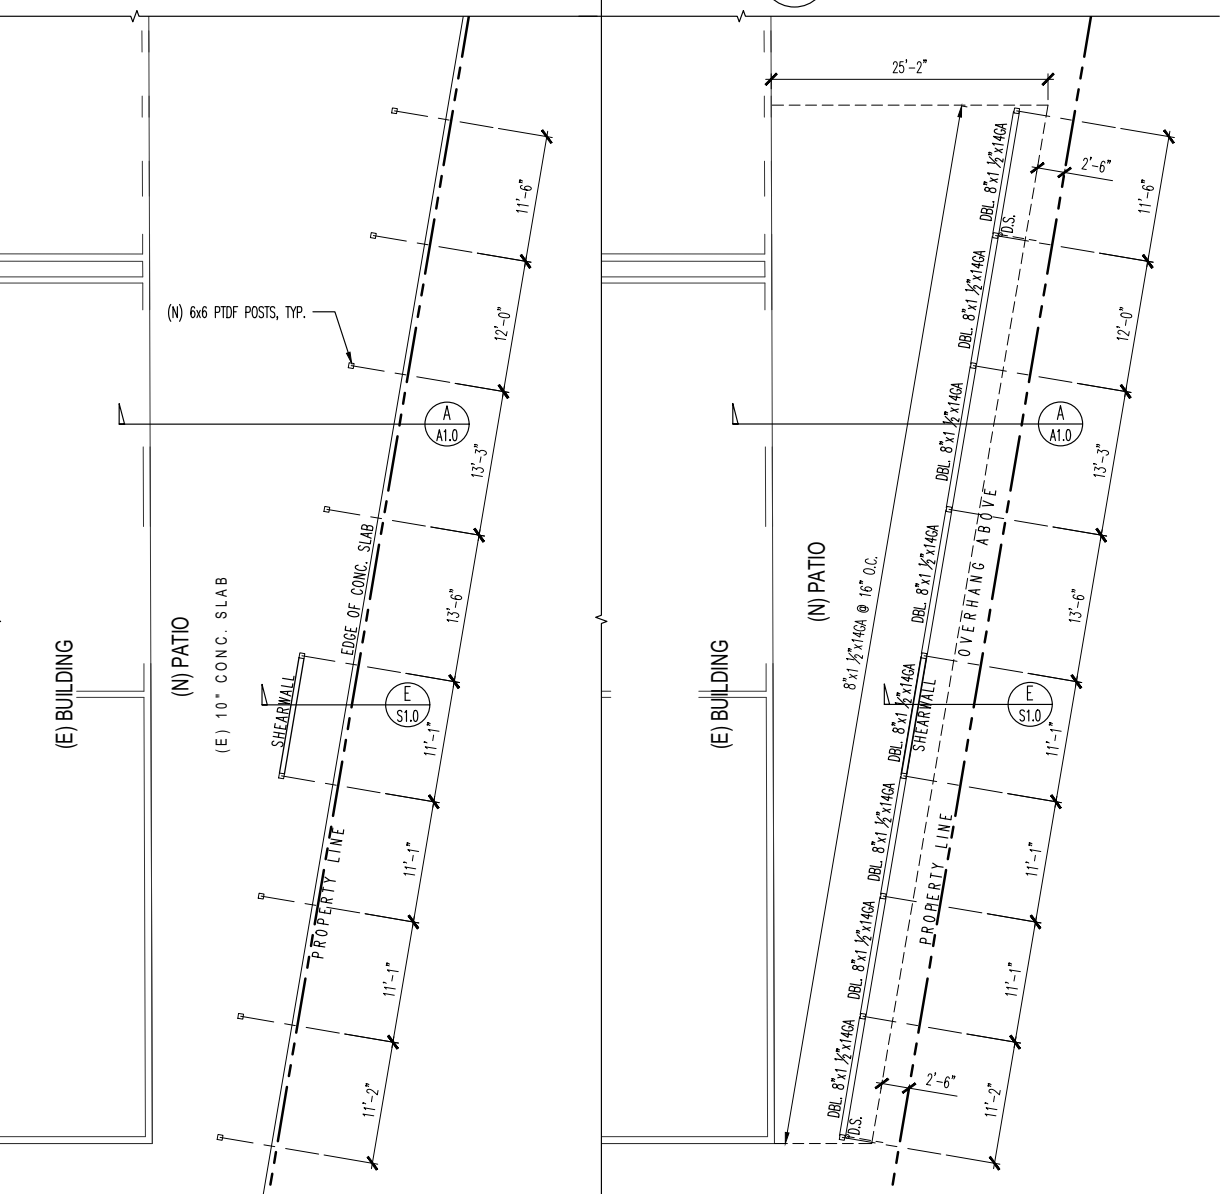 11'-6"
12'-0"
(N) 6x6 PTDF POSTS, TYP.
A
A1.0
13'-3"
EDGE OF CONC. SLAB
13'-6"
(E) BUILDING
(N) PATIO
(E) 10" CONC. SLAB
SHEARWALL
E
S1.0
11'-1"
PROPERTY LINE
11'-1"
11'-1"
11'-2"
25'-2"
2'-6"
DBL. 8"x1 1/2"x14GA
D.S.
11'-6"
DBL. 8"x1 1/2"x14GA
12'-0"
DBL. 8"x1 1/2"x14GA
A
A1.0
13'-3"
OVERHANG ABOVE
DBL. 8"x1 1/2"x14GA
13'-6"
(N) PATIO
8"x1 1/2"x14GA @ 16" O.C.
(E) BUILDING
DBL. 8"x1 1/2"x14GA
SHEARWALL
E
S1.0
11'-1"
DBL. 8"x1 1/2"x14GA
PROPERTY LINE
11'-1"
DBL. 8"x1 1/2"x14GA
11'-1"
DBL. 8"x1 1/2"x14GA
2'-6"
D.S.
11'-2"